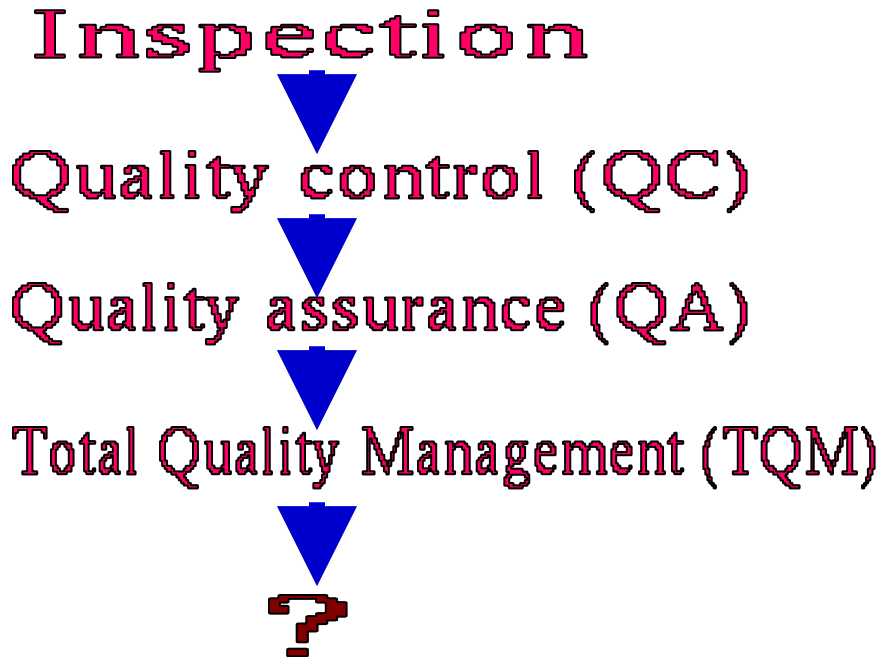 Inspection
Quality control (QC)
Quality assurance (QA)
Total Quality Management (TQM)
?